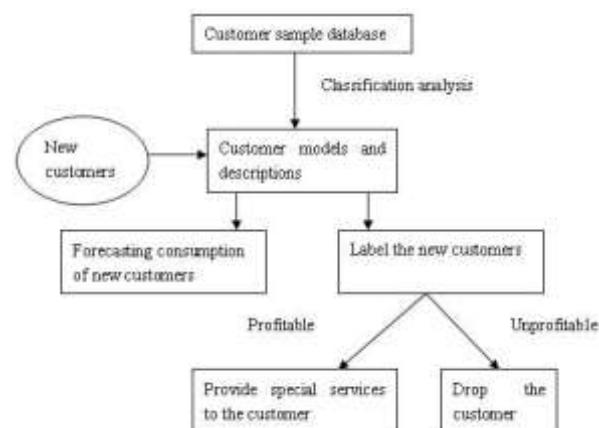 Customer sample database
Classification analysis
New
customers
Customer models and
descriptions
Forecasting consumption
of new customers
Label the new customers
Profitable
Unprofitable
Provide special services
to the customer
Drop the
customer